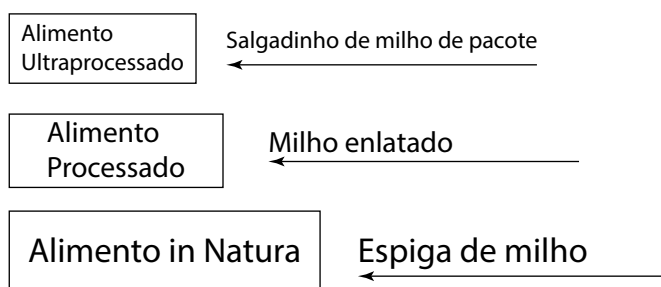 Alimento
Ultraprocessado
Salgadinho de milho de pacote
Alimento
Processado
Milho enlatado
Alimento in Natura
Espiga de milho